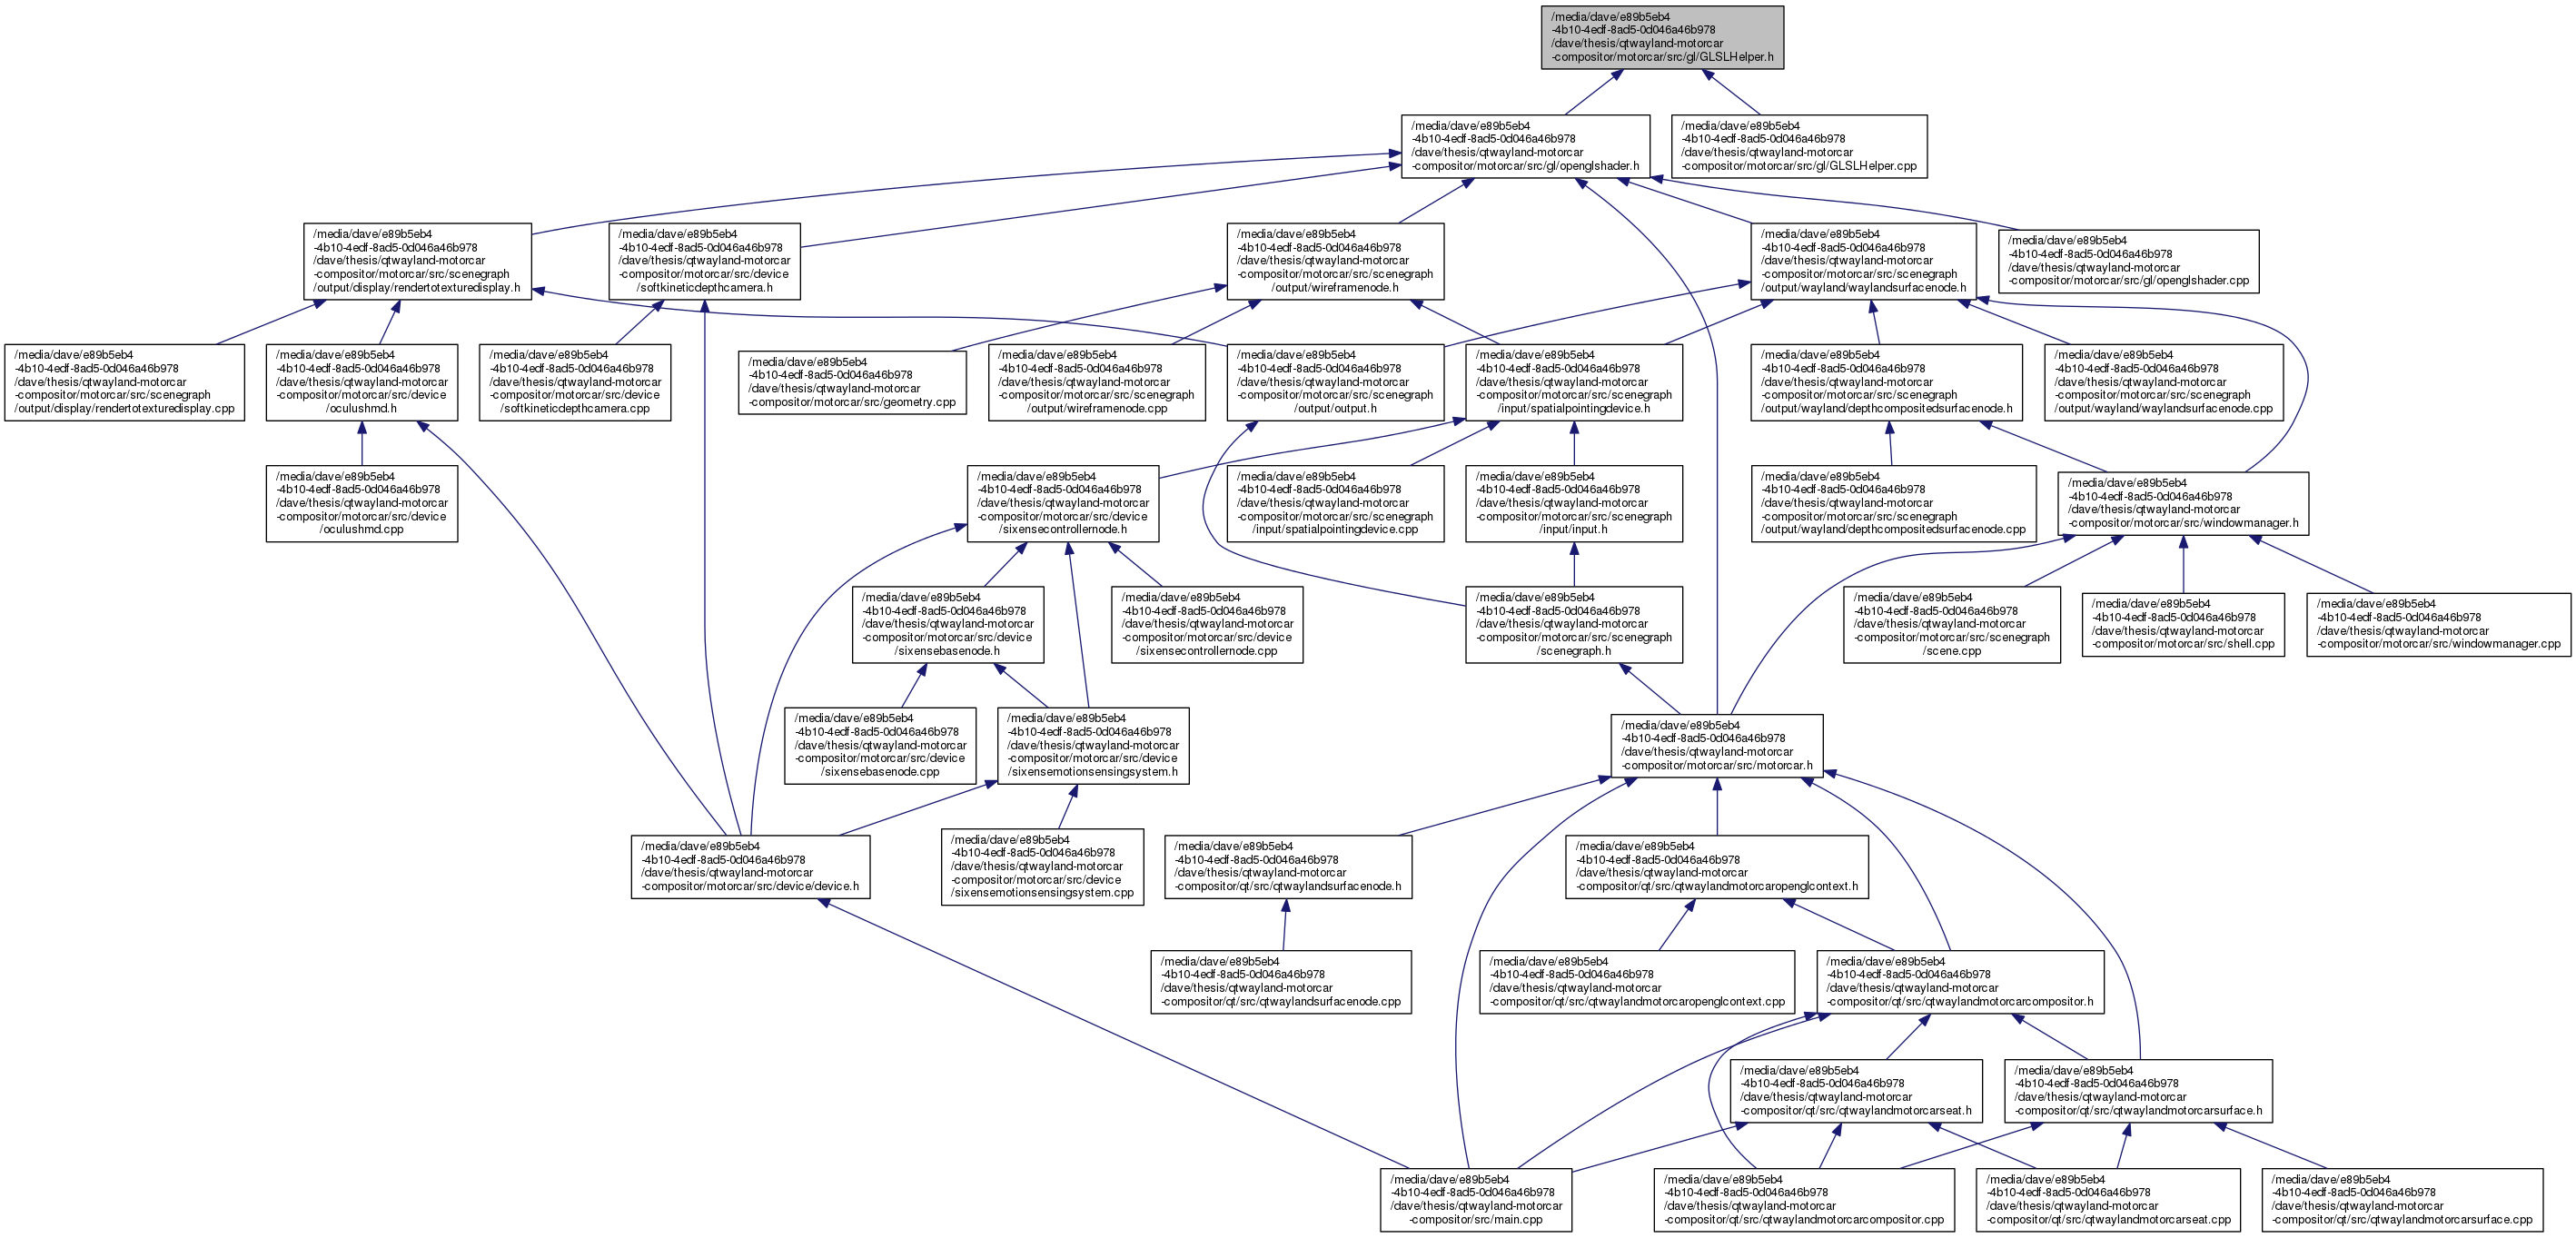 /media/dave/e89b5eb4
-4b10-4edf-8ad5-0d046a46b978
/dave/thesis/qtwayland-motorcar
-compositor/motorcar/src/gl/GLSLHelper.h
/media/dave/e89b5eb4
-4b10-4edf-8ad5-0d046a46b978
/dave/thesis/qtwayland-motorcar
-compositor/motorcar/src/gl/openglshader.h
/media/dave/e89b5eb4
-4b10-4edf-8ad5-0d046a46b978
/dave/thesis/qtwayland-motorcar
-compositor/motorcar/src/gl/GLSLHelper.cpp
/media/dave/e89b5eb4
-4b10-4edf-8ad5-0d046a46b978
/dave/thesis/qtwayland-motorcar
-compositor/motorcar/src/scenegraph
/output/display/rendertotexturedisplay.h
/media/dave/e89b5eb4
-4b10-4edf-8ad5-0d046a46b978
/dave/thesis/qtwayland-motorcar
-compositor/motorcar/src/device
/softkineticdepthcamera.h
/media/dave/e89b5eb4
-4b10-4edf-8ad5-0d046a46b978
/dave/thesis/qtwayland-motorcar
-compositor/motorcar/src/scenegraph
/output/wireframenode.h
/media/dave/e89b5eb4
-4b10-4edf-8ad5-0d046a46b978
/dave/thesis/qtwayland-motorcar
-compositor/motorcar/src/scenegraph
/output/wayland/waylandsurfacenode.h
/media/dave/e89b5eb4
-4b10-4edf-8ad5-0d046a46b978
/dave/thesis/qtwayland-motorcar
-compositor/motorcar/src/gl/openglshader.cpp
/media/dave/e89b5eb4
-4b10-4edf-8ad5-0d046a46b978
/dave/thesis/qtwayland-motorcar
-compositor/motorcar/src/scenegraph
/output/display/rendertotexturedisplay.cpp
/media/dave/e89b5eb4
-4b10-4edf-8ad5-0d046a46b978
/dave/thesis/qtwayland-motorcar
-compositor/motorcar/src/device
/oculushmd.h
/media/dave/e89b5eb4
-4b10-4edf-8ad5-0d046a46b978
/dave/thesis/qtwayland-motorcar
-compositor/motorcar/src/device
/softkineticdepthcamera.cpp
/media/dave/e89b5eb4
-4b10-4edf-8ad5-0d046a46b978
/dave/thesis/qtwayland-motorcar
-compositor/motorcar/src/geometry.cpp
/media/dave/e89b5eb4
-4b10-4edf-8ad5-0d046a46b978
/dave/thesis/qtwayland-motorcar
-compositor/motorcar/src/scenegraph
/output/wireframenode.cpp
/media/dave/e89b5eb4
-4b10-4edf-8ad5-0d046a46b978
/dave/thesis/qtwayland-motorcar
-compositor/motorcar/src/scenegraph
/output/output.h
/media/dave/e89b5eb4
-4b10-4edf-8ad5-0d046a46b978
/dave/thesis/qtwayland-motorcar
-compositor/motorcar/src/scenegraph
/input/spatialpointingdevice.h
/media/dave/e89b5eb4
-4b10-4edf-8ad5-0d046a46b978
/dave/thesis/qtwayland-motorcar
-compositor/motorcar/src/scenegraph
/output/wayland/depthcompositedsurfacenode.h
/media/dave/e89b5eb4
-4b10-4edf-8ad5-0d046a46b978
/dave/thesis/qtwayland-motorcar
-compositor/motorcar/src/scenegraph
/output/wayland/waylandsurfacenode.cpp
/media/dave/e89b5eb4
-4b10-4edf-8ad5-0d046a46b978
/dave/thesis/qtwayland-motorcar
-compositor/motorcar/src/device
/oculushmd.cpp
/media/dave/e89b5eb4
-4b10-4edf-8ad5-0d046a46b978
/dave/thesis/qtwayland-motorcar
-compositor/motorcar/src/device
/sixensecontrollernode.h
/media/dave/e89b5eb4
-4b10-4edf-8ad5-0d046a46b978
/dave/thesis/qtwayland-motorcar
-compositor/motorcar/src/scenegraph
/input/spatialpointingdevice.cpp
/media/dave/e89b5eb4
-4b10-4edf-8ad5-0d046a46b978
/dave/thesis/qtwayland-motorcar
-compositor/motorcar/src/scenegraph
/input/input.h
/media/dave/e89b5eb4
-4b10-4edf-8ad5-0d046a46b978
/dave/thesis/qtwayland-motorcar
-compositor/motorcar/src/scenegraph
/output/wayland/depthcompositedsurfacenode.cpp
/media/dave/e89b5eb4
-4b10-4edf-8ad5-0d046a46b978
/dave/thesis/qtwayland-motorcar
-compositor/motorcar/src/windowmanager.h
/media/dave/e89b5eb4
-4b10-4edf-8ad5-0d046a46b978
/dave/thesis/qtwayland-motorcar
-compositor/motorcar/src/device
/sixensebasenode.h
/media/dave/e89b5eb4
-4b10-4edf-8ad5-0d046a46b978
/dave/thesis/qtwayland-motorcar
-compositor/motorcar/src/device
/sixensecontrollernode.cpp
/media/dave/e89b5eb4
-4b10-4edf-8ad5-0d046a46b978
/dave/thesis/qtwayland-motorcar
-compositor/motorcar/src/scenegraph
/scenegraph.h
/media/dave/e89b5eb4
-4b10-4edf-8ad5-0d046a46b978
/dave/thesis/qtwayland-motorcar
-compositor/motorcar/src/scenegraph
/scene.cpp
/media/dave/e89b5eb4
-4b10-4edf-8ad5-0d046a46b978
/dave/thesis/qtwayland-motorcar
-compositor/motorcar/src/shell.cpp
/media/dave/e89b5eb4
-4b10-4edf-8ad5-0d046a46b978
/dave/thesis/qtwayland-motorcar
-compositor/motorcar/src/windowmanager.cpp
/media/dave/e89b5eb4
-4b10-4edf-8ad5-0d046a46b978
/dave/thesis/qtwayland-motorcar
-compositor/motorcar/src/device
/sixensebasenode.cpp
/media/dave/e89b5eb4
-4b10-4edf-8ad5-0d046a46b978
/dave/thesis/qtwayland-motorcar
-compositor/motorcar/src/device
/sixensemotionsensingsystem.h
/media/dave/e89b5eb4
-4b10-4edf-8ad5-0d046a46b978
/dave/thesis/qtwayland-motorcar
-compositor/motorcar/src/motorcar.h
/media/dave/e89b5eb4
-4b10-4edf-8ad5-0d046a46b978
/dave/thesis/qtwayland-motorcar
-compositor/motorcar/src/device/device.h
/media/dave/e89b5eb4
-4b10-4edf-8ad5-0d046a46b978
/dave/thesis/qtwayland-motorcar
-compositor/motorcar/src/device
/sixensemotionsensingsystem.cpp
/media/dave/e89b5eb4
-4b10-4edf-8ad5-0d046a46b978
/dave/thesis/qtwayland-motorcar
-compositor/qt/src/qtwaylandsurfacenode.h
/media/dave/e89b5eb4
-4b10-4edf-8ad5-0d046a46b978
/dave/thesis/qtwayland-motorcar
-compositor/qt/src/qtwaylandmotorcaropenglcontext.h
/media/dave/e89b5eb4
-4b10-4edf-8ad5-0d046a46b978
/dave/thesis/qtwayland-motorcar
-compositor/qt/src/qtwaylandsurfacenode.cpp
/media/dave/e89b5eb4
-4b10-4edf-8ad5-0d046a46b978
/dave/thesis/qtwayland-motorcar
-compositor/qt/src/qtwaylandmotorcaropenglcontext.cpp
/media/dave/e89b5eb4
-4b10-4edf-8ad5-0d046a46b978
/dave/thesis/qtwayland-motorcar
-compositor/qt/src/qtwaylandmotorcarcompositor.h
/media/dave/e89b5eb4
-4b10-4edf-8ad5-0d046a46b978
/dave/thesis/qtwayland-motorcar
-compositor/qt/src/qtwaylandmotorcarseat.h
/media/dave/e89b5eb4
-4b10-4edf-8ad5-0d046a46b978
/dave/thesis/qtwayland-motorcar
-compositor/qt/src/qtwaylandmotorcarsurface.h
/media/dave/e89b5eb4
-4b10-4edf-8ad5-0d046a46b978
/dave/thesis/qtwayland-motorcar
-compositor/src/main.cpp
/media/dave/e89b5eb4
-4b10-4edf-8ad5-0d046a46b978
/dave/thesis/qtwayland-motorcar
-compositor/qt/src/qtwaylandmotorcarcompositor.cpp
/media/dave/e89b5eb4
-4b10-4edf-8ad5-0d046a46b978
/dave/thesis/qtwayland-motorcar
-compositor/qt/src/qtwaylandmotorcarseat.cpp
/media/dave/e89b5eb4
-4b10-4edf-8ad5-0d046a46b978
/dave/thesis/qtwayland-motorcar
-compositor/qt/src/qtwaylandmotorcarsurface.cpp